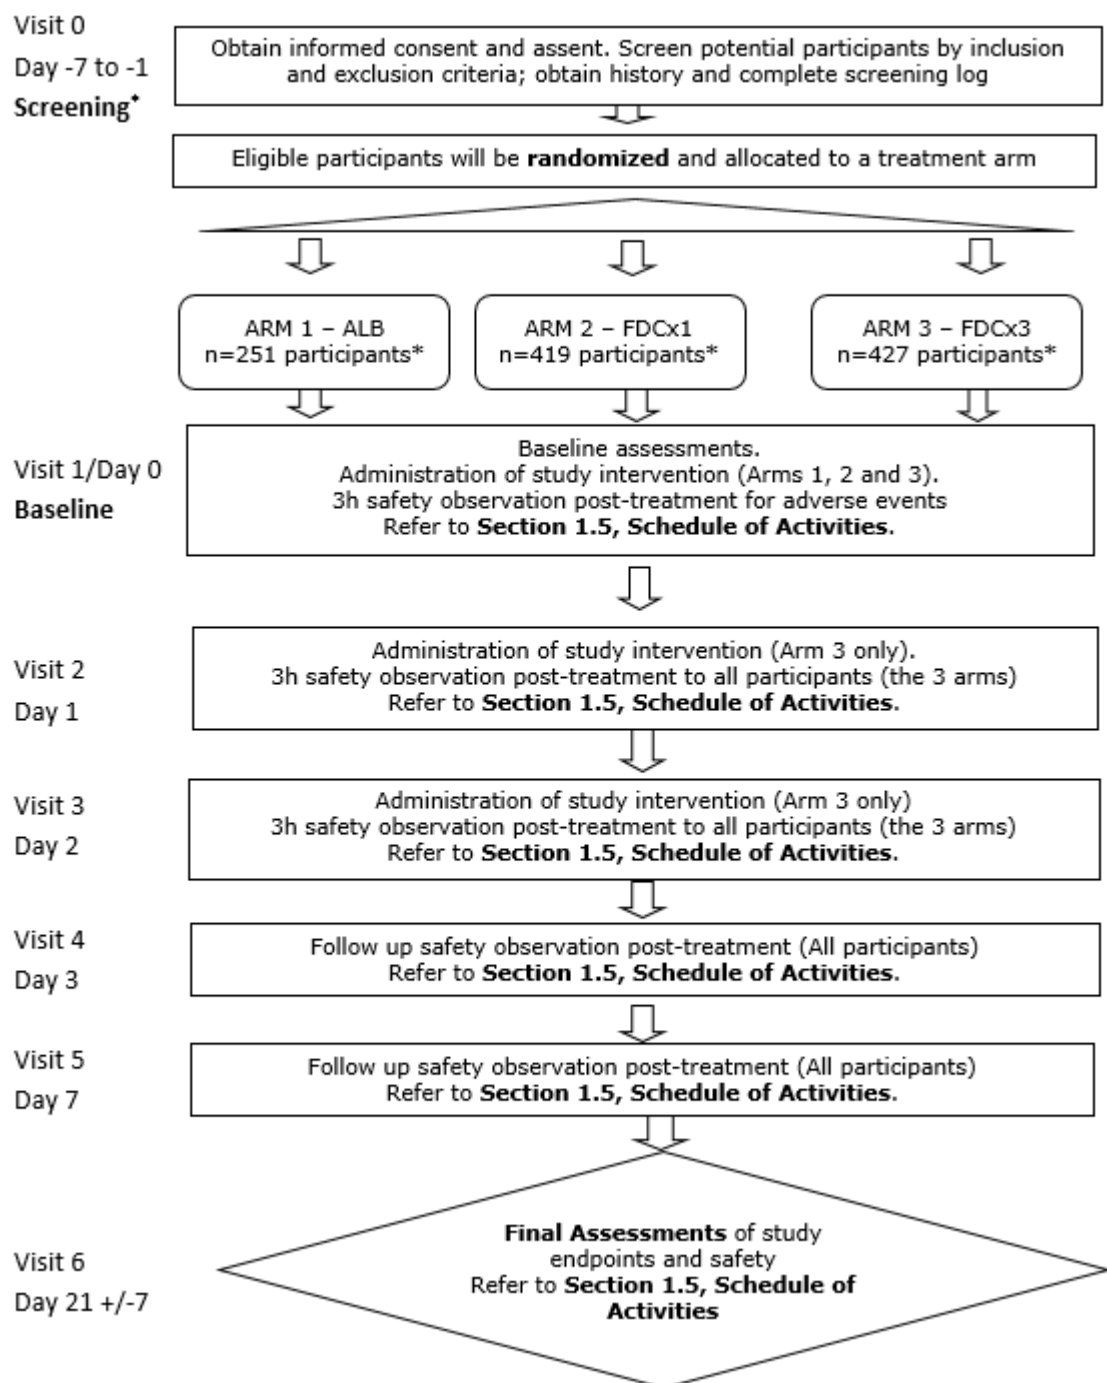 Visit 0
Day -7 to -1
Screening✦
Obtain informed consent and assent. Screen potential participants by inclusion
and exclusion criteria; obtain history and complete screening log
Eligible participants will be randomized and allocated to a treatment arm
ARM 1 – ALB
n=251 participants*
ARM 2 – FDCx1
n=419 participants*
ARM 3 – FDCx3
n=427 participants*
Visit 1/Day 0
Baseline
Baseline assessments.
Administration of study intervention (Arms 1, 2 and 3).
3h safety observation post-treatment for adverse events
Refer to Section 1.5, Schedule of Activities.
Visit 2
Day 1
Administration of study intervention (Arm 3 only).
3h safety observation post-treatment to all participants (the 3 arms)
Refer to Section 1.5, Schedule of Activities.
Visit 3
Day 2
Administration of study intervention (Arm 3 only)
3h safety observation post-treatment to all participants (the 3 arms)
Refer to Section 1.5, Schedule of Activities.
Visit 4
Day 3
Follow up safety observation post-treatment (All participants)
Refer to Section 1.5, Schedule of Activities.
Visit 5
Day 7
Follow up safety observation post-treatment (All participants)
Refer to Section 1.5, Schedule of Activities.
Visit 6
Day 21 +/-7
Final Assessments of study
endpoints and safety
Refer to Section 1.5, Schedule of
Activities